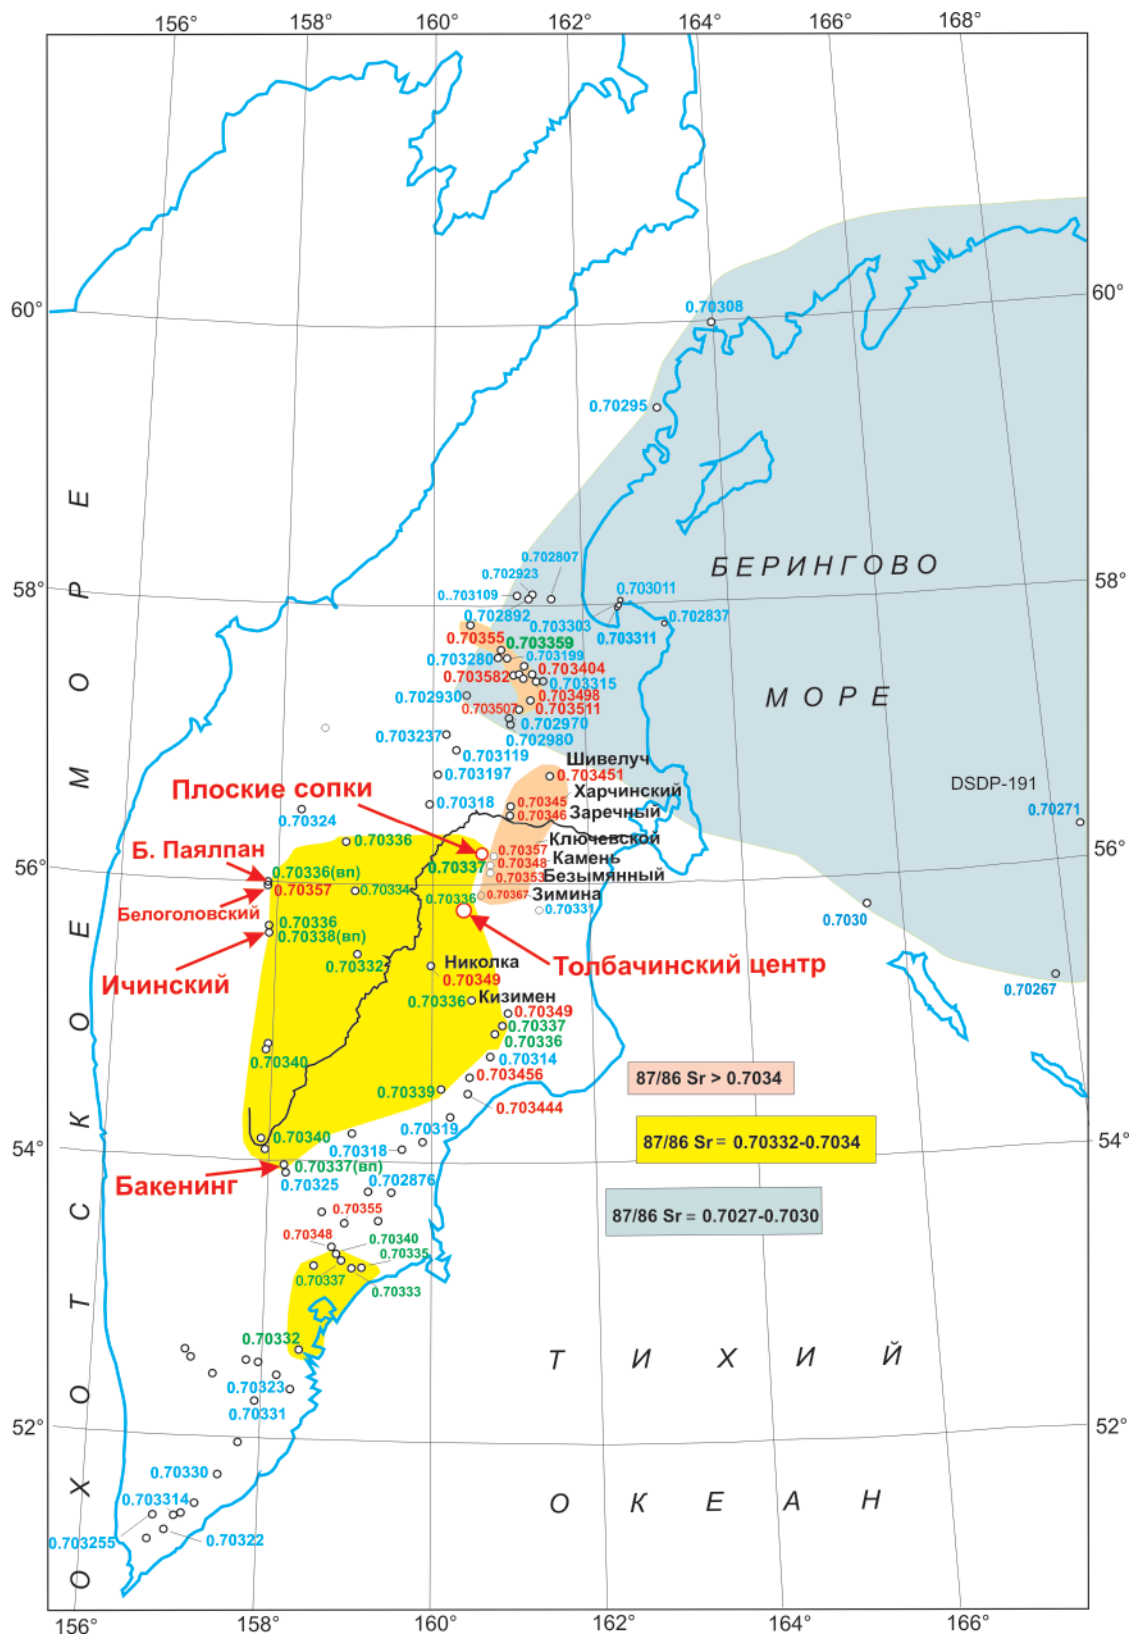 156° 158° 160° 162° 164° 166° 168°
60° 60°
0.70308
0.70295
ОХОТСКОЕ МОРЕ
0.702807
БЕРИНГОВО
0.702923
58° 58°
0.703109
0.703011
0.702892
0.703303
0.702837
0.703311
0.70355
0.703359
0.703280
0.703199
0.703404
0.703582
0.703315
МОРЕ
0.702930
0.703498
0.703507
0.703511
0.702970
0.703237
0.702980
0.703119
Шивелуч
0.703197
0.703451
DSDP-191
Плоские сопки
Харчинский
0.70318
0.70345
0.70271
0.70324
0.70346
Заречный
0.70336
Ключевской
Б. Паялпан
0.70357
56° 56°
0.70337
0.70348
Камень
0.70336(вп)
0.70353
Безымянный
0.70357
0.70334
0.70336
0.70367
Зимина
Белоголовский
0.70331
0.70336
0.7030
0.70338(вп)
0.70332
Николка
Толбачинский центр
Ичинский
0.70349
0.70267
0.70336
Кизимен
0.70349
0.70337
0.70336
0.70340
0.70314
0.703456
87/86 Sr > 0.7034
0.70339
0.703444
0.70319
0.70340
87/86 Sr = 0.70332-0.7034
54° 54°
0.70318
0.70337(вп)
Бакенинг
0.70325
0.702876
0.70355
87/86 Sr = 0.7027-0.7030
0.70348
0.70340
0.70335
0.70337
0.70333
0.70332
ТИХИЙ
0.70323
0.70331
52° 52°
0.70330
0.703314
ОКЕАН
0.703255
0.70322
156° 158° 160° 162° 164° 166°